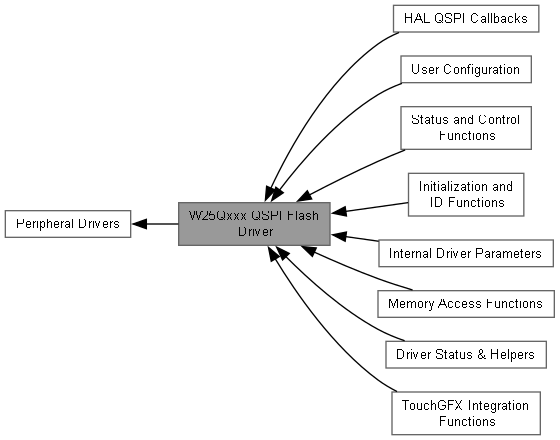 HAL QSPI Callbacks
User Configuration
Status and Control
Functions
Initialization and
ID Functions
W25Qxxx QSPI Flash
Driver
Peripheral Drivers
Internal Driver Parameters
Memory Access Functions
Driver Status & Helpers
TouchGFX Integration
Functions